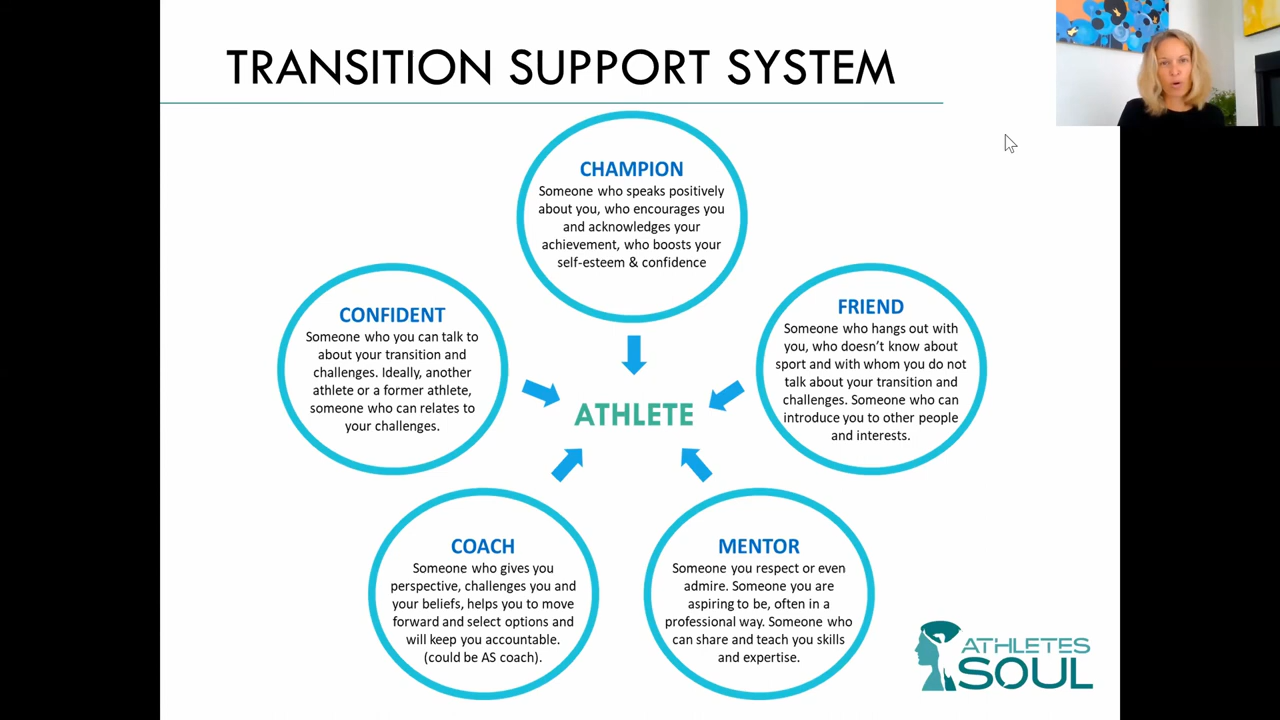 TRANSITION SUPPORT SYSTEM
CHAMPION
Someone who speaks positively
about you, who encourages you
and acknowledges your
achievement, who boosts your
self-esteem & confidence
CONFIDENT
Someone who you can talk to
about your transition and
challenges. Ideally, another
athlete or a former athlete,
someone who can relates to
your challenges.
FRIEND
Someone who hangs out with
you, who doesn't know about
sport and with whom you do not
talk about your transition and
challenges. Someone who can
introduce you to other people
and interests.
ATHLETE
COACH
Someone who gives you
perspective, challenges you and
your beliefs, helps you to move
forward and select options and
will keep you accountable.
(could be AS coach).
MENTOR
Someone you respect or even
admire. Someone you are
aspiring to be, often in a
professional way. Someone who
can share and teach you skills
and expertise.
ATHLETES
SOUL